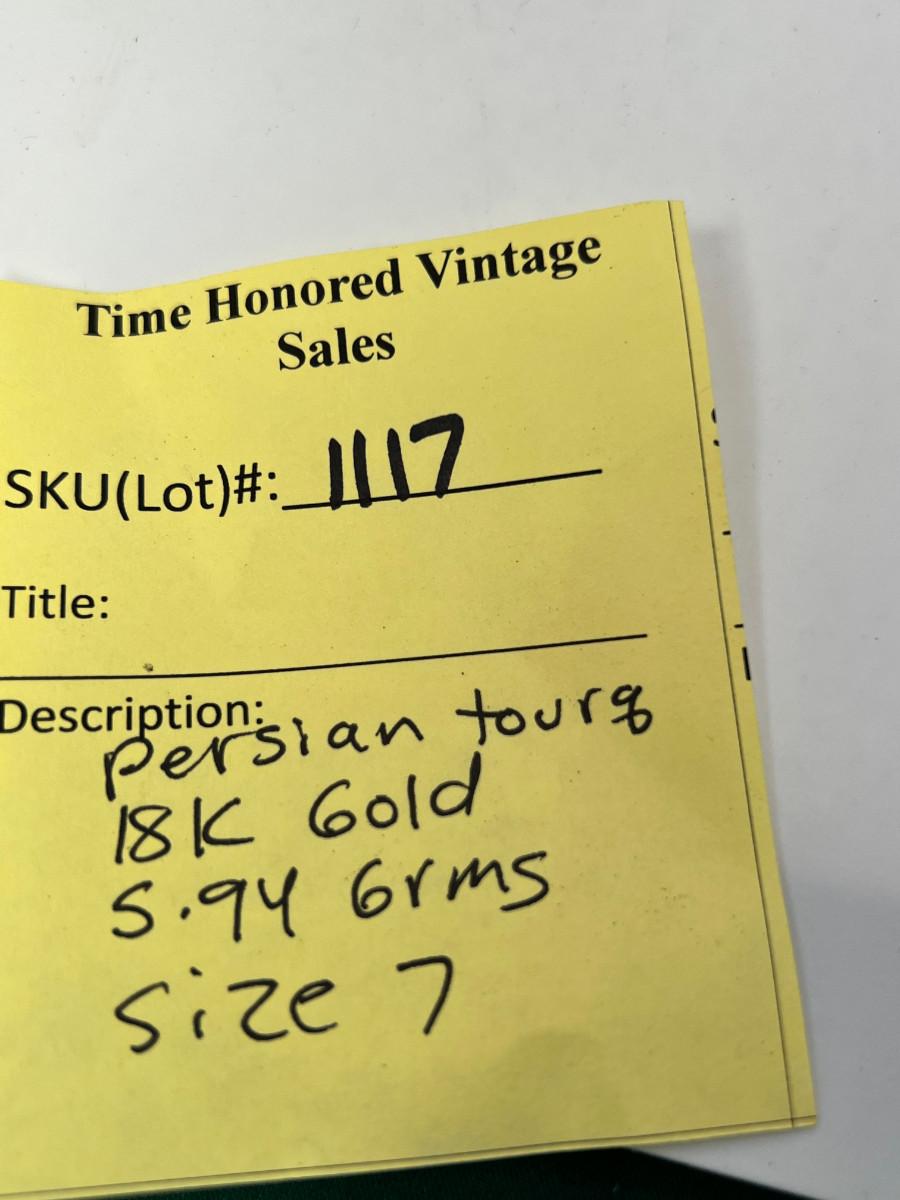 Time Honored Vintage
Sales
SKU(Lot)#: 1117
Title:
Description:
Persian tourq
18K Gold
5.94 Grms
Size 7